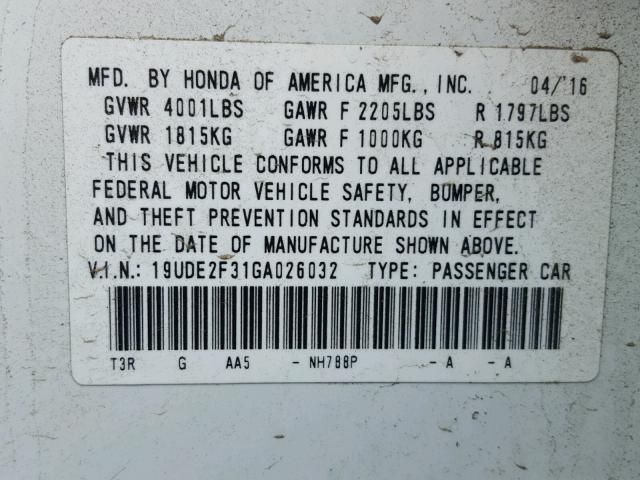 MFD. BY HONDA OF AMERICA MFG., INC. 04/'16
GVWR 4001LBS GAWR F 2205LBS R 1797LBS
GVWR 1815KG GAWR F 1000KG R 815KG
THIS VEHICLE CONFORMS TO ALL APPLICABLE
FEDERAL MOTOR VEHICLE SAFETY, BUMPER,
AND THEFT PREVENTION STANDARDS IN EFFECT
ON THE DATE OF MANUFACTURE SHOWN ABOVE.
V.I.N.: 19UDE2F31GA026032 TYPE: PASSENGER CAR
T3R G AA5 - NH788P - A - A